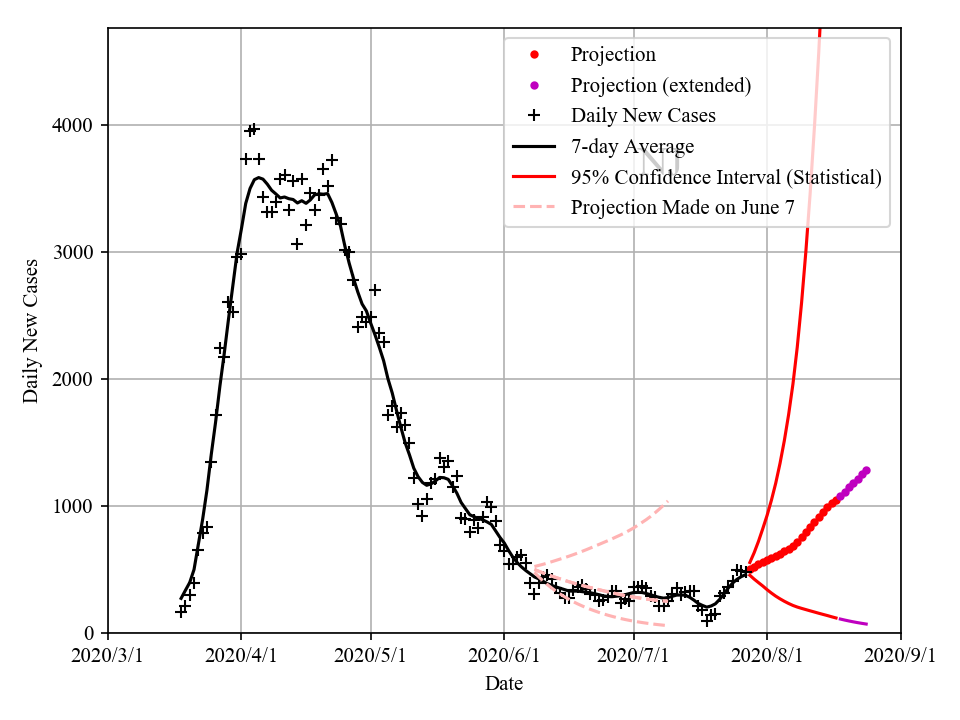 Projection
Projection (extended)
Daily New Cases
7-day Average
NJ
95% Confidence Interval (Statistical)
Projection Made on June 7
4000
3000
2000
1000
0
Daily New Cases
2020/3/1
2020/4/1
2020/5/1
2020/6/1
2020/7/1
2020/8/1
2020/9/1
Date